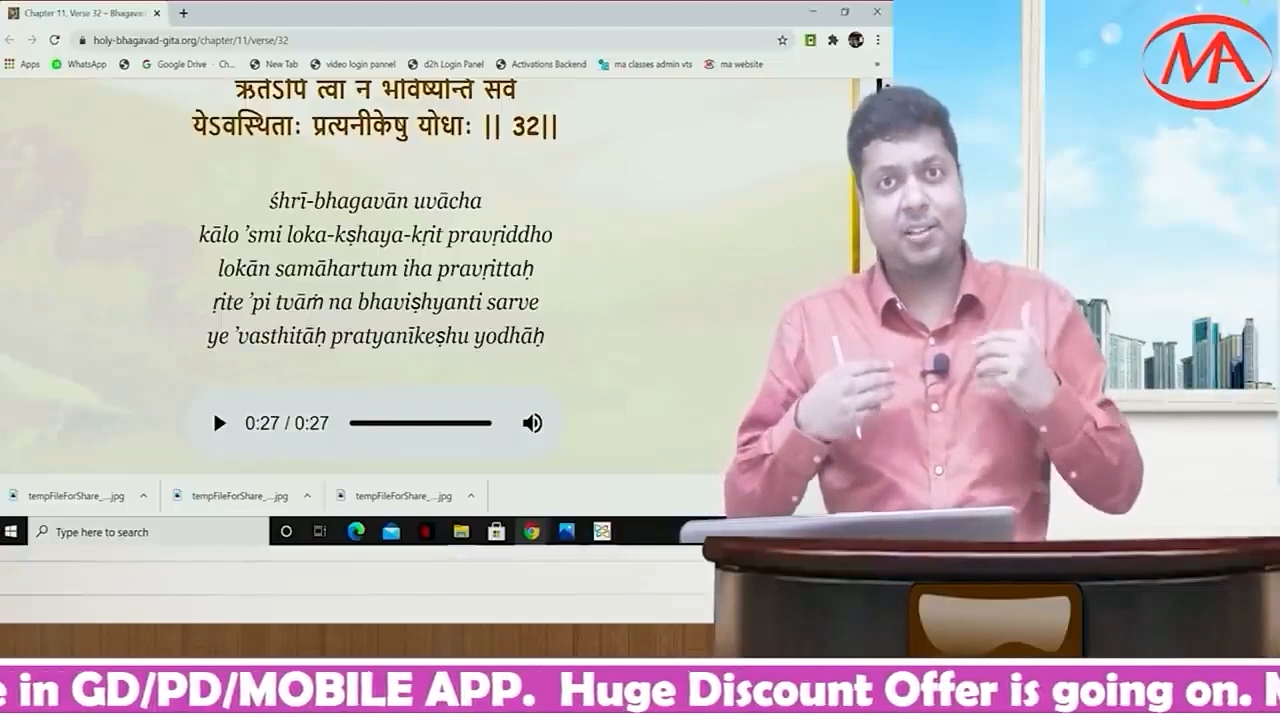 Chapter 11, Verse 32 – Bhagavad
holy-bhagavad-gita.org/chapter/11/verse/32
Apps WhatsApp Google Drive - Ch... New Tab video login pannel d2h Login Panel Activations Backend ma classes admin vts ma website »
MA
ऋतेऽपि त्वां न भविष्यन्ति सर्वे
येऽवस्थिताः प्रत्यनीकेषु योधाः || 32||
śhrī-bhagavān uvācha
kālo ’smi loka-kṣhaya-kṛit pravṛiddho
lokān samāhartum iha pravṛittaḥ
ṛite ’pi tvāṁ na bhaviṣhyanti sarve
ye ’vasthitāḥ pratyanīkeṣhu yodhāḥ
0:27 / 0:27
tempFileForShare_...jpg tempFileForShare_...jpg tempFileForShare_...jpg
Type here to search
in GD/PD/MOBILE APP. Huge Discount Offer is going on.